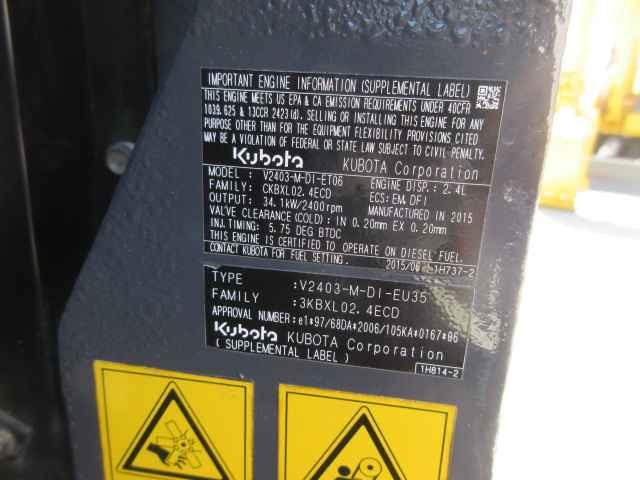 IMPORTANT ENGINE INFORMATION (SUPPLEMENTAL LABEL)
THIS ENGINE MEETS US EPA & CA EMISSION REQUIREMENTS UNDER 40CFR
1039.625 & 13CCR 2423(d). SELLING OR INSTALLING THIS ENGINE FOR ANY
PURPOSE OTHER THAN FOR THE EQUIPMENT FLEXIBILITY PROVISIONS CITED
MAY BE A VIOLATION OF FEDERAL OR STATE LAW SUBJECT TO CIVIL PENALTY.
Kubota KUBOTA Corporation
MODEL : V2403-M-DI-ET06 ENGINE DISP.: 2.4L
FAMILY: CKBXL02.4ECD ECS: EM, DFI
OUTPUT: 34.1kW/2400rpm MANUFACTURED IN 2015
VALVE CLEARANCE(COLD): IN 0.20mm EX 0.20mm
INJ.TIMING: 5.75 DEG BTDC
THIS ENGINE IS CERTIFIED TO OPERATE ON DIESEL FUEL.
CONTACT KUBOTA FOR FUEL SETTING. 2015/06 1H737-2
TYPE :V2403-M-DI-EU35
FAMILY :3KBXL02.4ECD
APPROVAL NUMBER:e1*97/68DA*2006/105KA*0167*06
Kubota KUBOTA Corporation
(SUPPLEMENTAL LABEL) 1H814-2